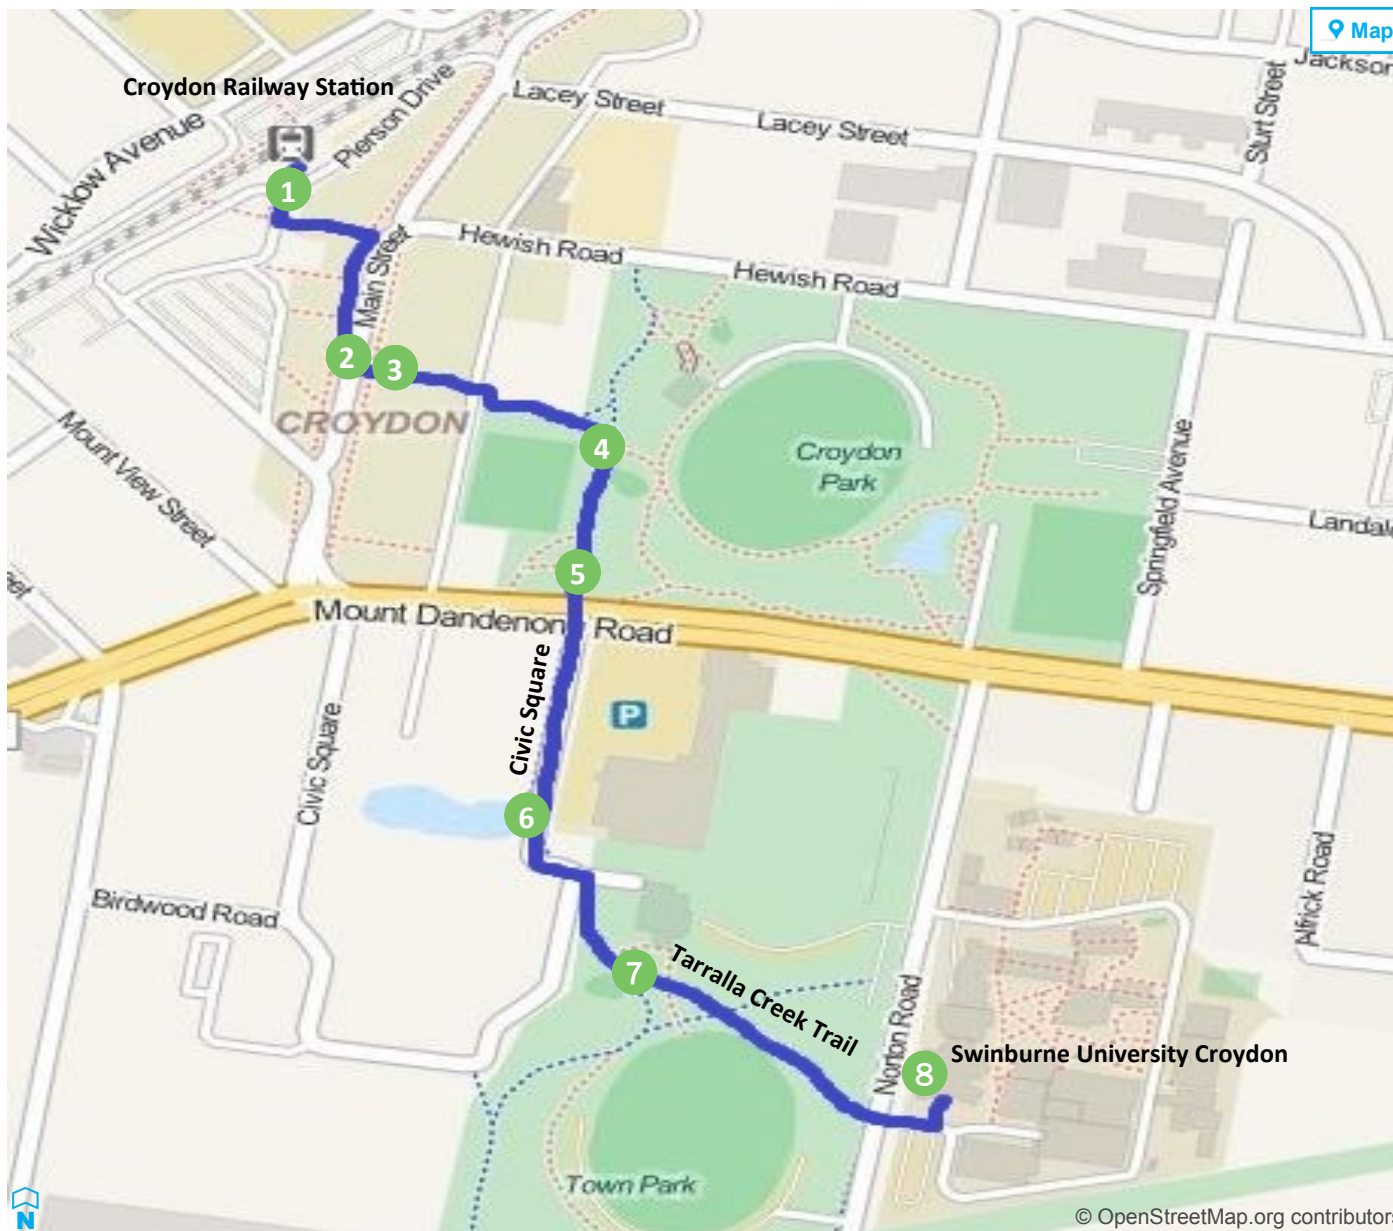 Map
Jackson
Croydon Railway Station
Pierson Drive
Lacey Street
Lacey Street
Sturt Street
Wicklow Avenue
1
Main Street
Hewish Road
Hewish Road
2
3
CROYDON
Mount View Street
4
Croydon
Park
Springfield Avenue
Landale
5
Mount Dandenong Road
Civic Square
P
Civic Square
6
Alfrick Road
Birdwood Road
7
Tarralla Creek Trail
Norton Road
8
Swinburne University Croydon
Town Park
N
© OpenStreetMap.org contributor